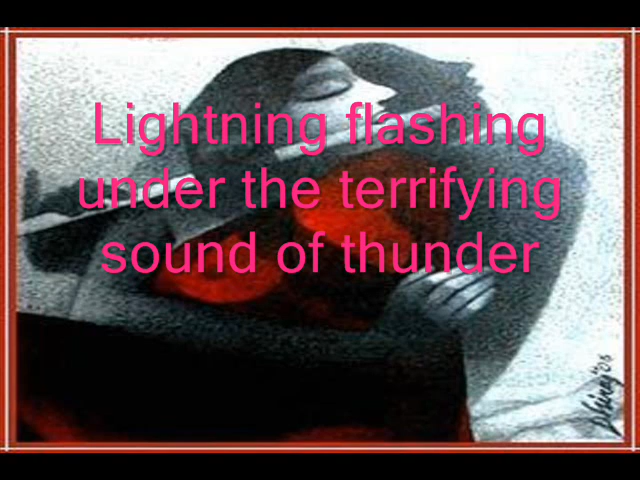 Lightning flashing
under the terrifying
sound of thunder